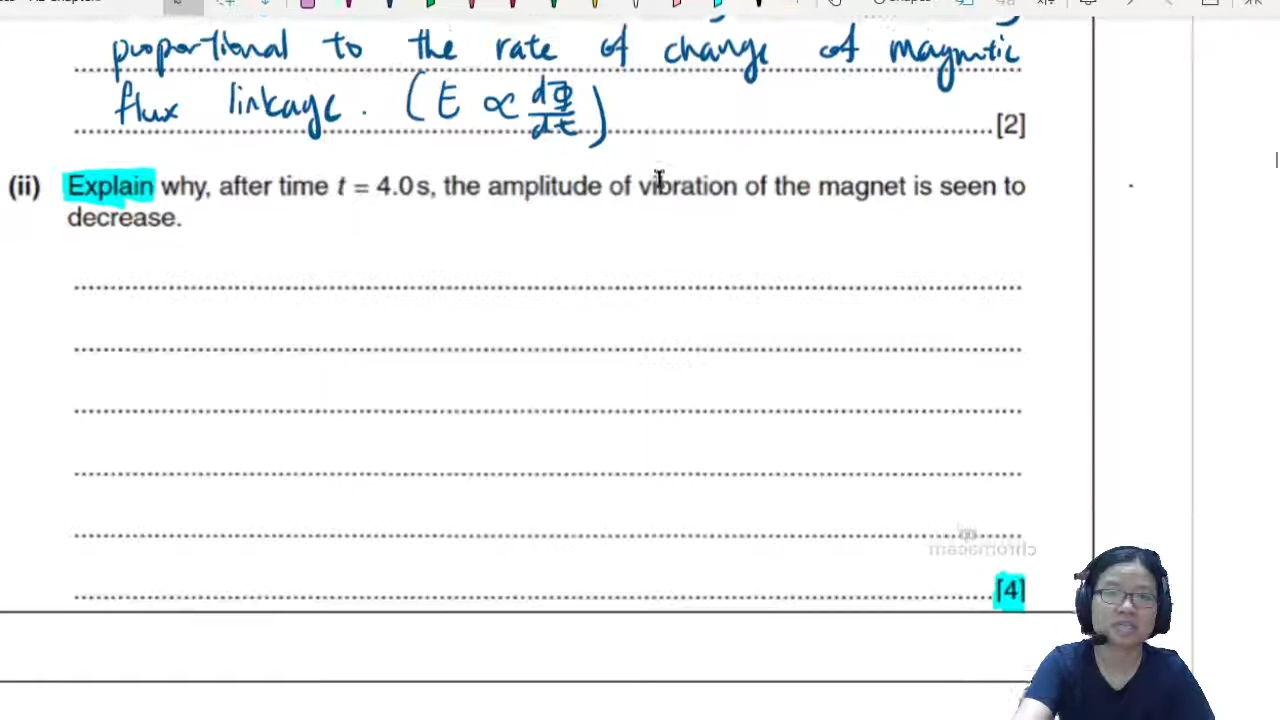 proportional to the rate of change of magnetic
flux linkage. (E ∝ dΦ/dt)
[2]
(ii) Explain why, after time t = 4.0 s, the amplitude of vibration of the magnet is seen to
decrease.
chromacam
[4]